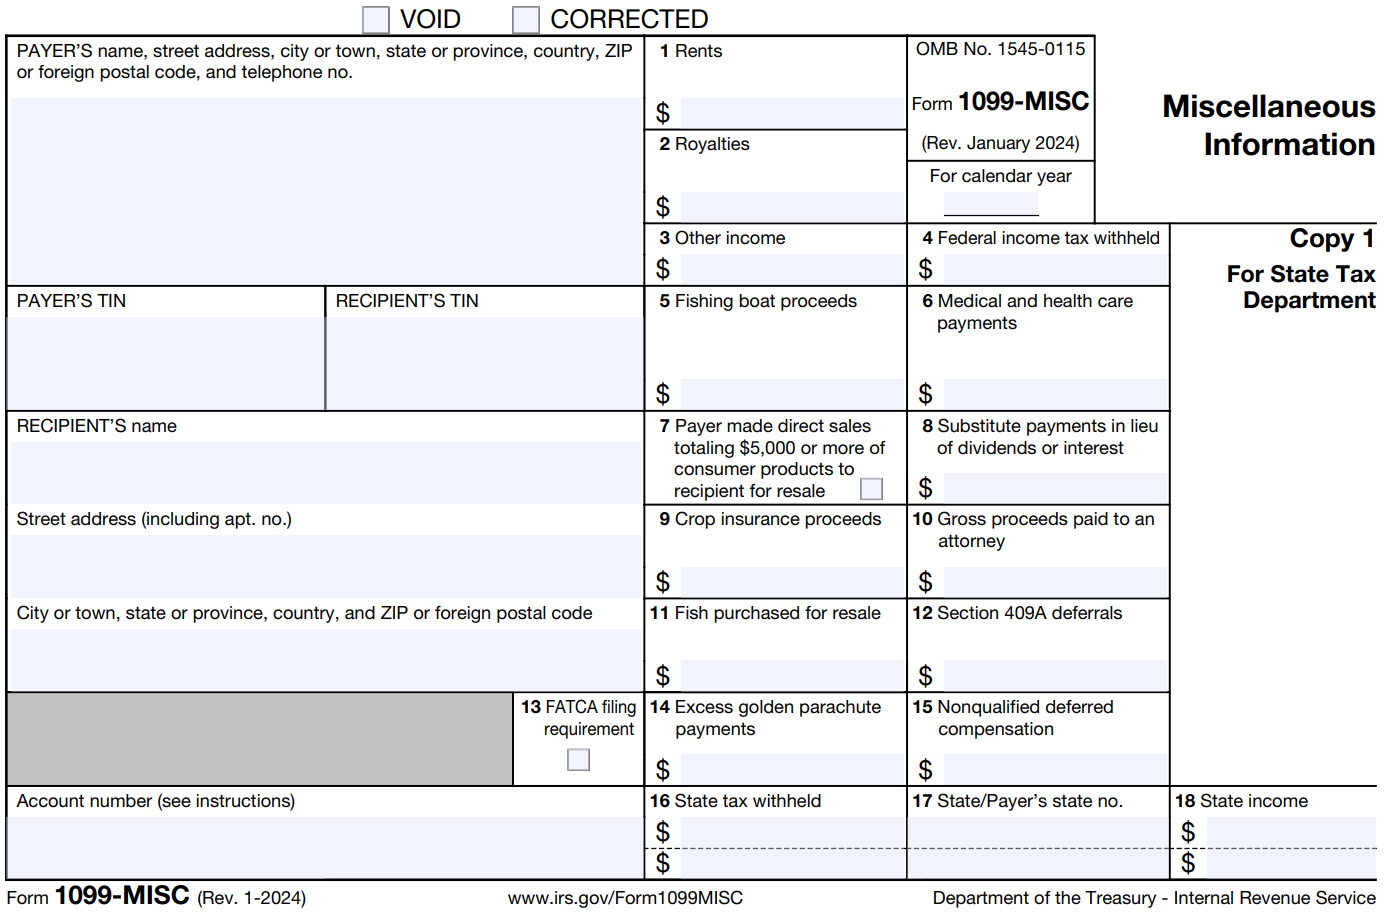 VOID CORRECTED
PAYER'S name, street address, city or town, state or province, country, ZIP
or foreign postal code, and telephone no.
1 Rents
$
2 Royalties
$
OMB No. 1545-0115
Form 1099-MISC
(Rev. January 2024)
For calendar year
Miscellaneous
Information
3 Other income
$
4 Federal income tax withheld
$
Copy 1
For State Tax
Department
PAYER'S TIN
RECIPIENT'S TIN
5 Fishing boat proceeds
$
6 Medical and health care
payments
$
RECIPIENT'S name
7 Payer made direct sales
totaling $5,000 or more of
consumer products to
recipient for resale
8 Substitute payments in lieu
of dividends or interest
$
Street address (including apt. no.)
9 Crop insurance proceeds
$
10 Gross proceeds paid to an
attorney
$
City or town, state or province, country, and ZIP or foreign postal code
11 Fish purchased for resale
$
12 Section 409A deferrals
$
13 FATCA filing
requirement
14 Excess golden parachute
payments
$
15 Nonqualified deferred
compensation
$
Account number (see instructions)
16 State tax withheld
$
$
17 State/Payer's state no.
18 State income
$
$
Form 1099-MISC (Rev. 1-2024)
www.irs.gov/Form1099MISC
Department of the Treasury - Internal Revenue Service